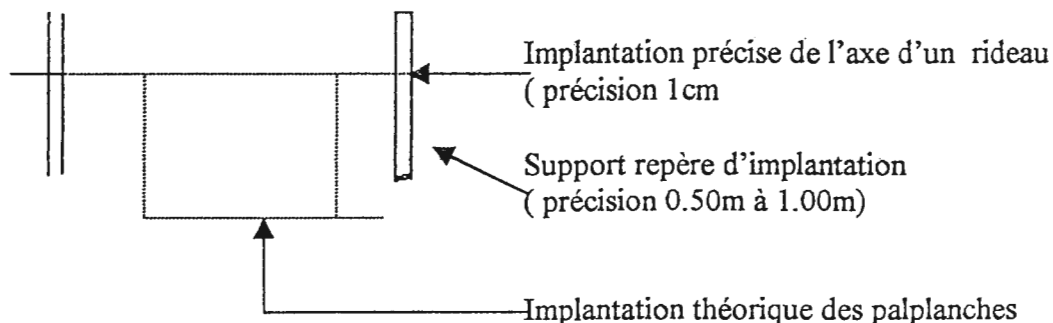 Implantation précise de l'axe d'un rideau
( précision 1cm
Support repère d'implantation
( précision 0.50m à 1.00m)
Implantation théorique des palplanches